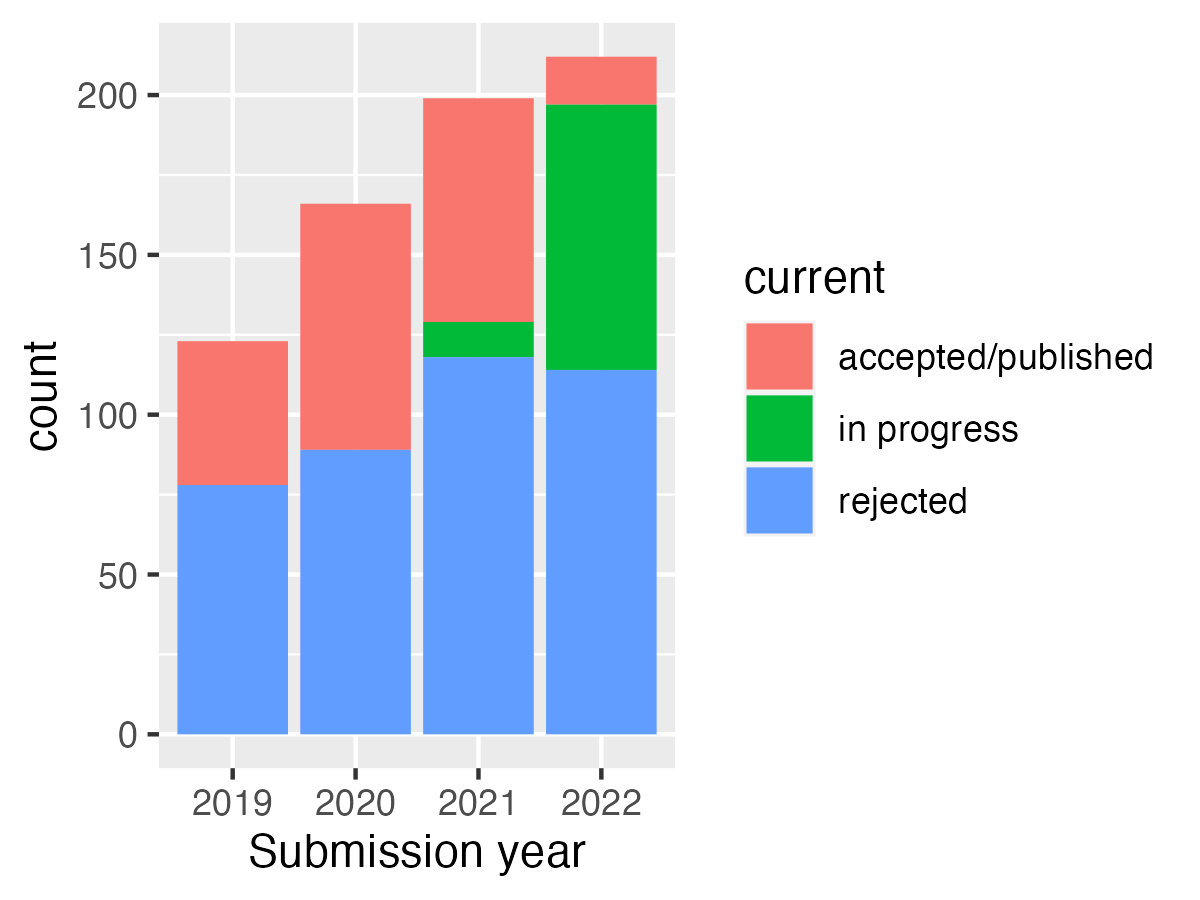 200
150
100
50
0
count
2019 2020 2021 2022
Submission year
current
accepted/published
in progress
rejected